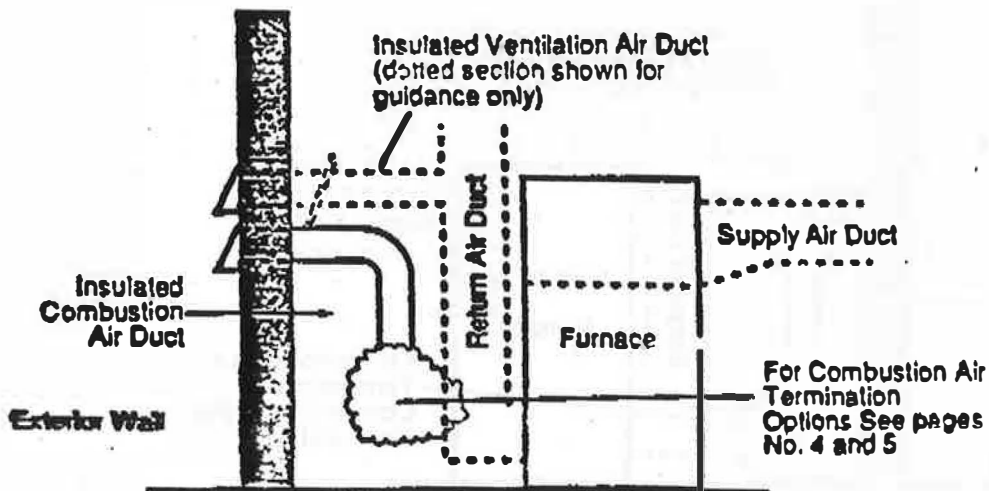 Insulated Ventilation Air Duct
(dotted section shown for
guidance only)
Return Air Duct
Supply Air Duct
Insulated
Combustion
Air Duct
Furnace
For Combustion Air
Termination
Options See pages
No. 4 and 5
Exterior Wall